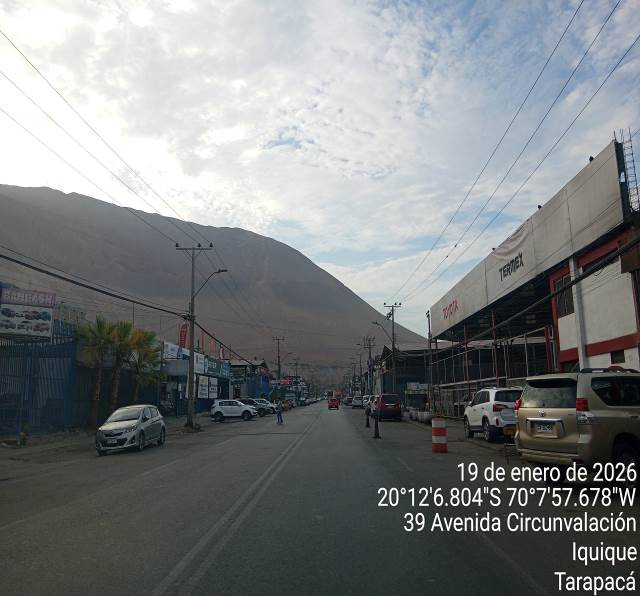 TOYOTA
TERMEX
19 de enero de 2026
20°12'6.804"S 70°7'57.678"W
39 Avenida Circunvalación
Iquique
Tarapacá